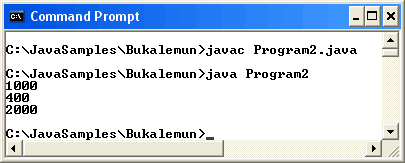 Command Prompt
C:\JavaSamples\Bukalemun>javac Program2.java
C:\JavaSamples\Bukalemun>java Program2
1000
400
2000
C:\JavaSamples\Bukalemun>_